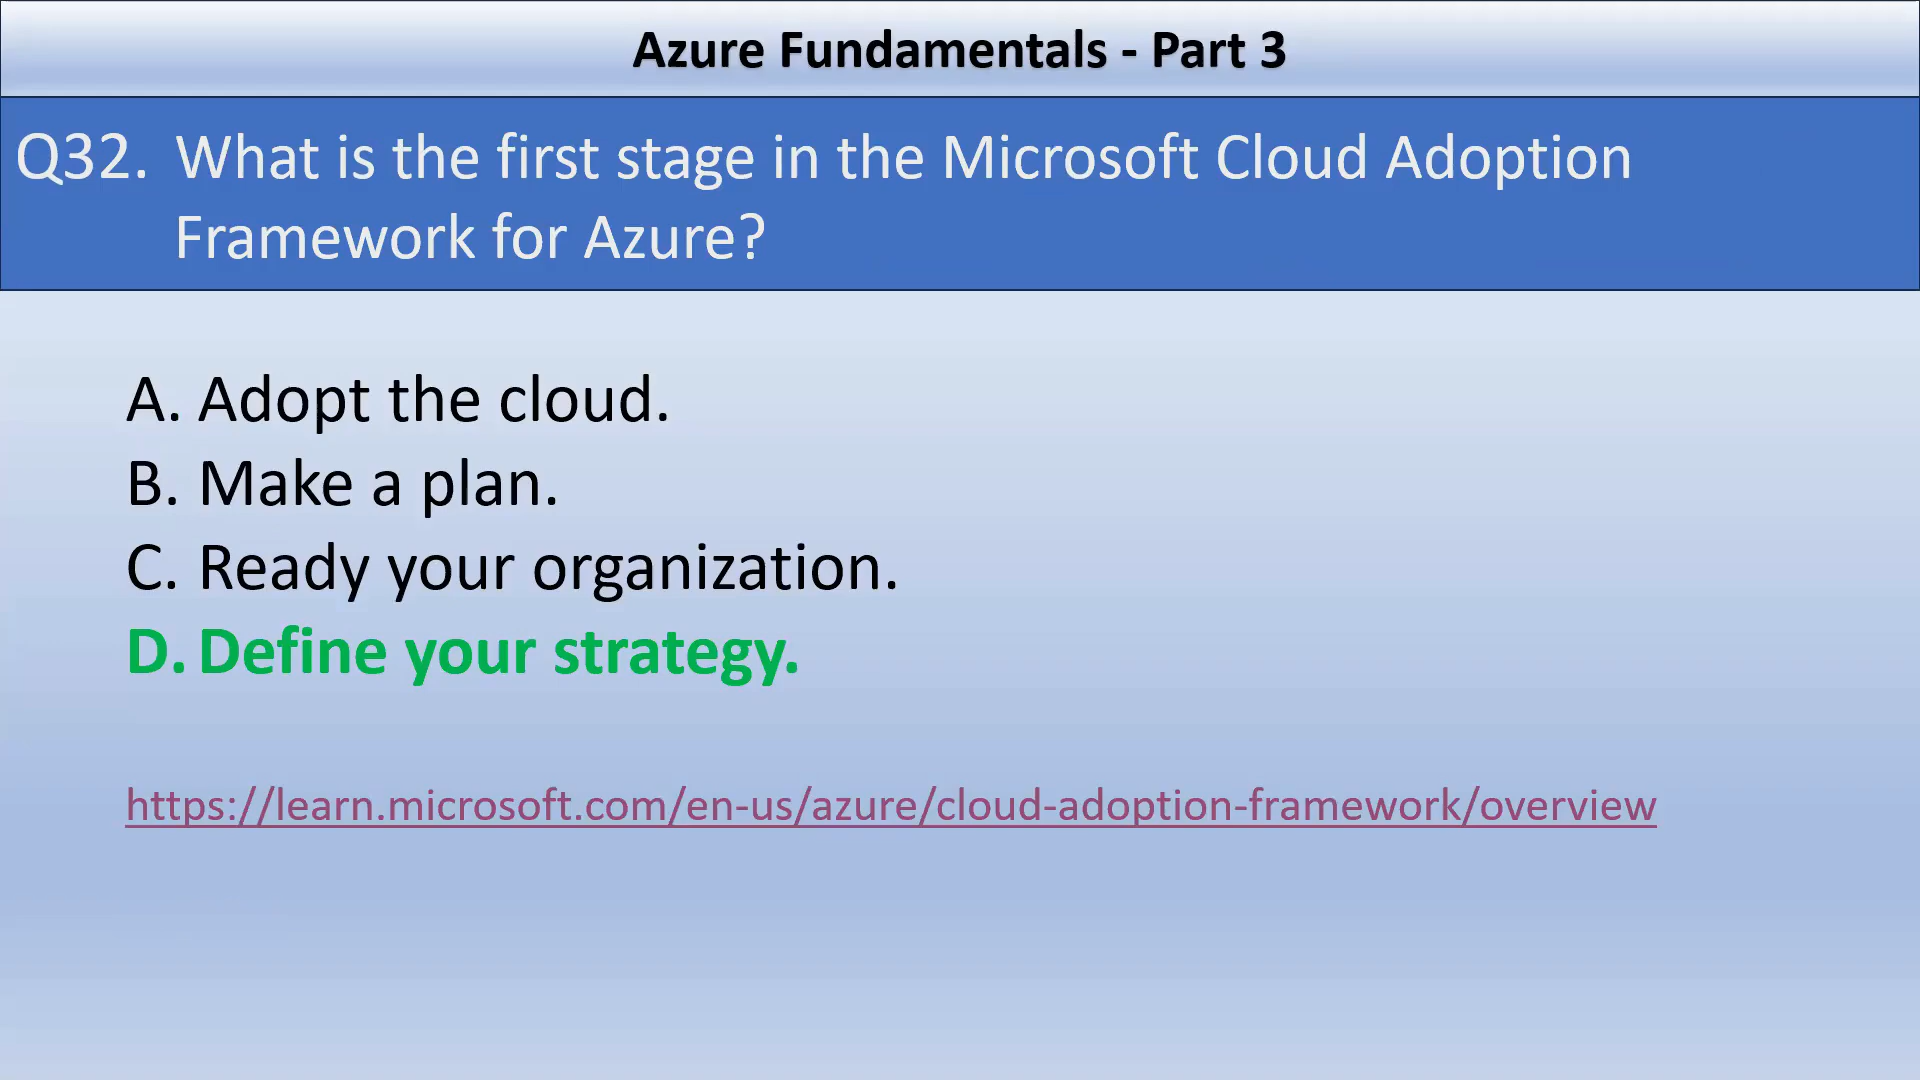 Azure Fundamentals - Part 3
Q32. What is the first stage in the Microsoft Cloud Adoption
Framework for Azure?
A. Adopt the cloud.
B. Make a plan.
C. Ready your organization.
D. Define your strategy.
https://learn.microsoft.com/en-us/azure/cloud-adoption-framework/overview